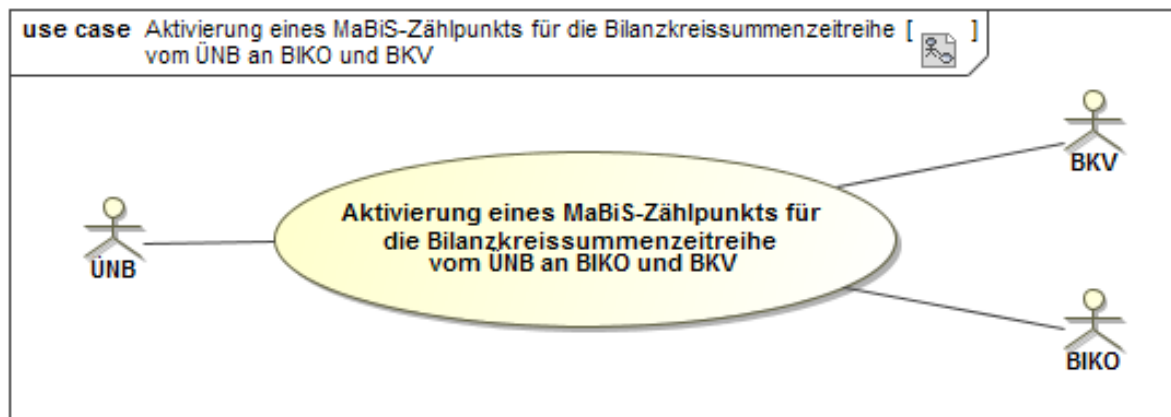 use case Aktivierung eines MaBiS-Zählpunkts für die Bilanzkreissummenzeitreihe [ ]
vom ÜNB an BIKO und BKV
BKV
Aktivierung eines MaBiS-Zählpunkts für
die Bilanzkreissummenzeitreihe
vom ÜNB an BIKO und BKV
ÜNB
BIKO